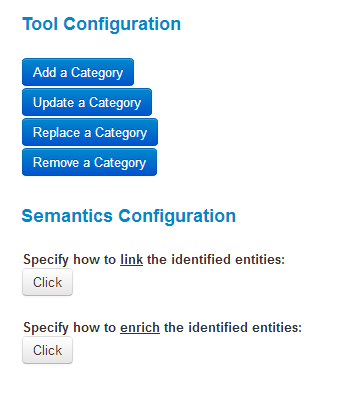 Tool Configuration
Add a Category
Update a Category
Replace a Category
Remove a Category
Semantics Configuration
Specify how to link the identified entities:
Click
Specify how to enrich the identified entities:
Click